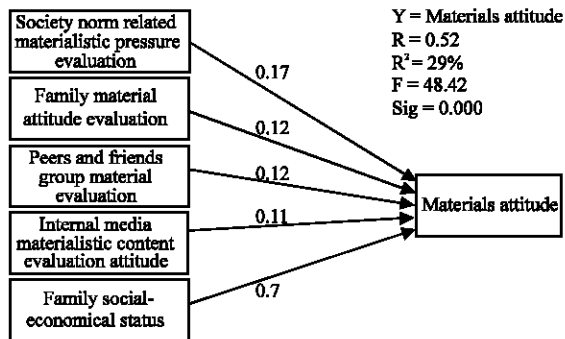 Society norm related
materialistic pressure
evaluation
Family material
attitude evaluation
Peers and friends
group material
evaluation
Internal media
materialistic content
evaluation attitude
Family social-
economical status
0.17
0.12
0.12
0.11
0.7
Materials attitude
Y = Materials attitude
R = 0.52
R² = 29%
F = 48.42
Sig = 0.000